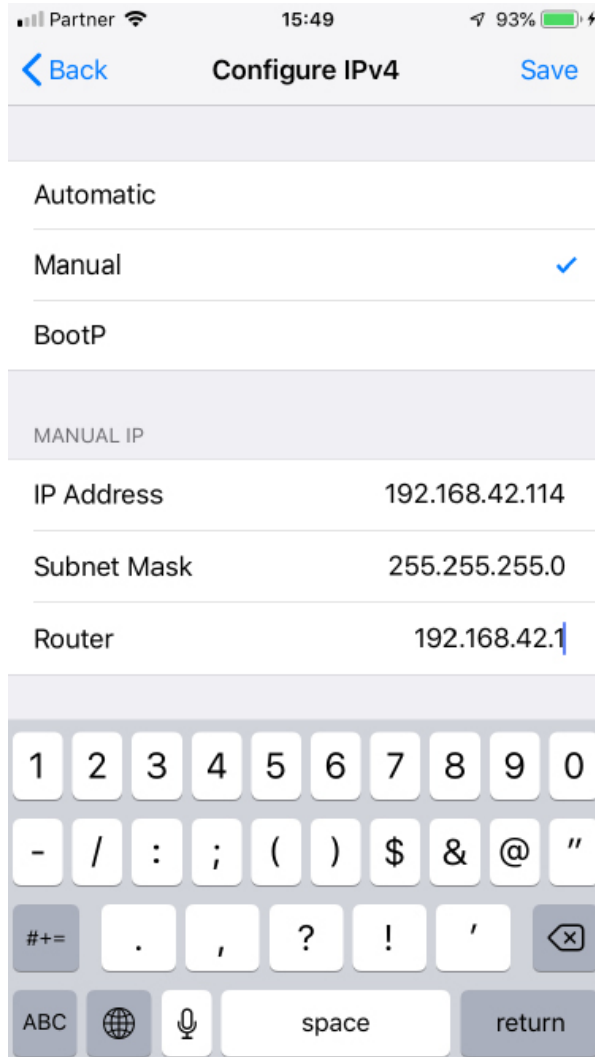 Partner 15:49 93%
Back Configure IPv4 Save
Automatic
Manual
BootP
MANUAL IP
IP Address 192.168.42.114
Subnet Mask 255.255.255.0
Router 192.168.42.1
1 2 3 4 5 6 7 8 9 0
- / : ; ( ) $ & @ "
#+= . , ? ! '
ABC space return